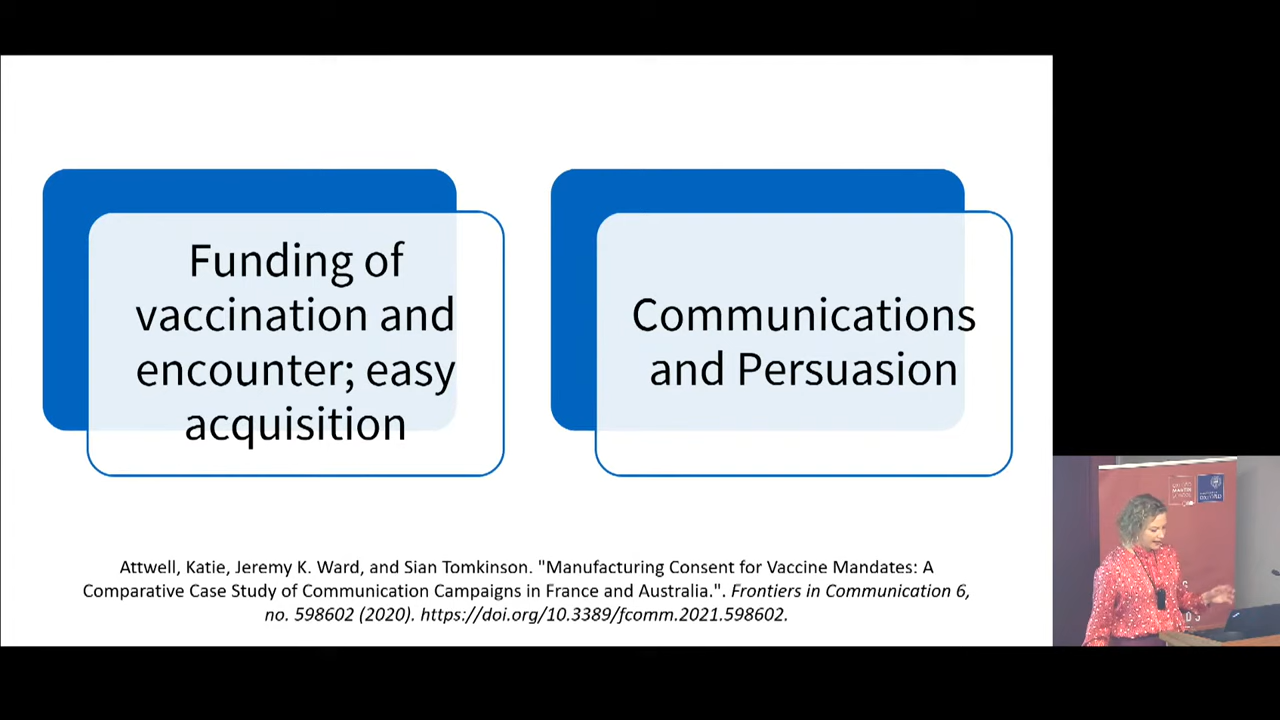 Funding of
vaccination and
encounter; easy
acquisition
Communications
and Persuasion
Attwell, Katie, Jeremy K. Ward, and Sian Tomkinson. "Manufacturing Consent for Vaccine Mandates: A
Comparative Case Study of Communication Campaigns in France and Australia.". Frontiers in Communication 6,
no. 598602 (2020). https://doi.org/10.3389/fcomm.2021.598602.